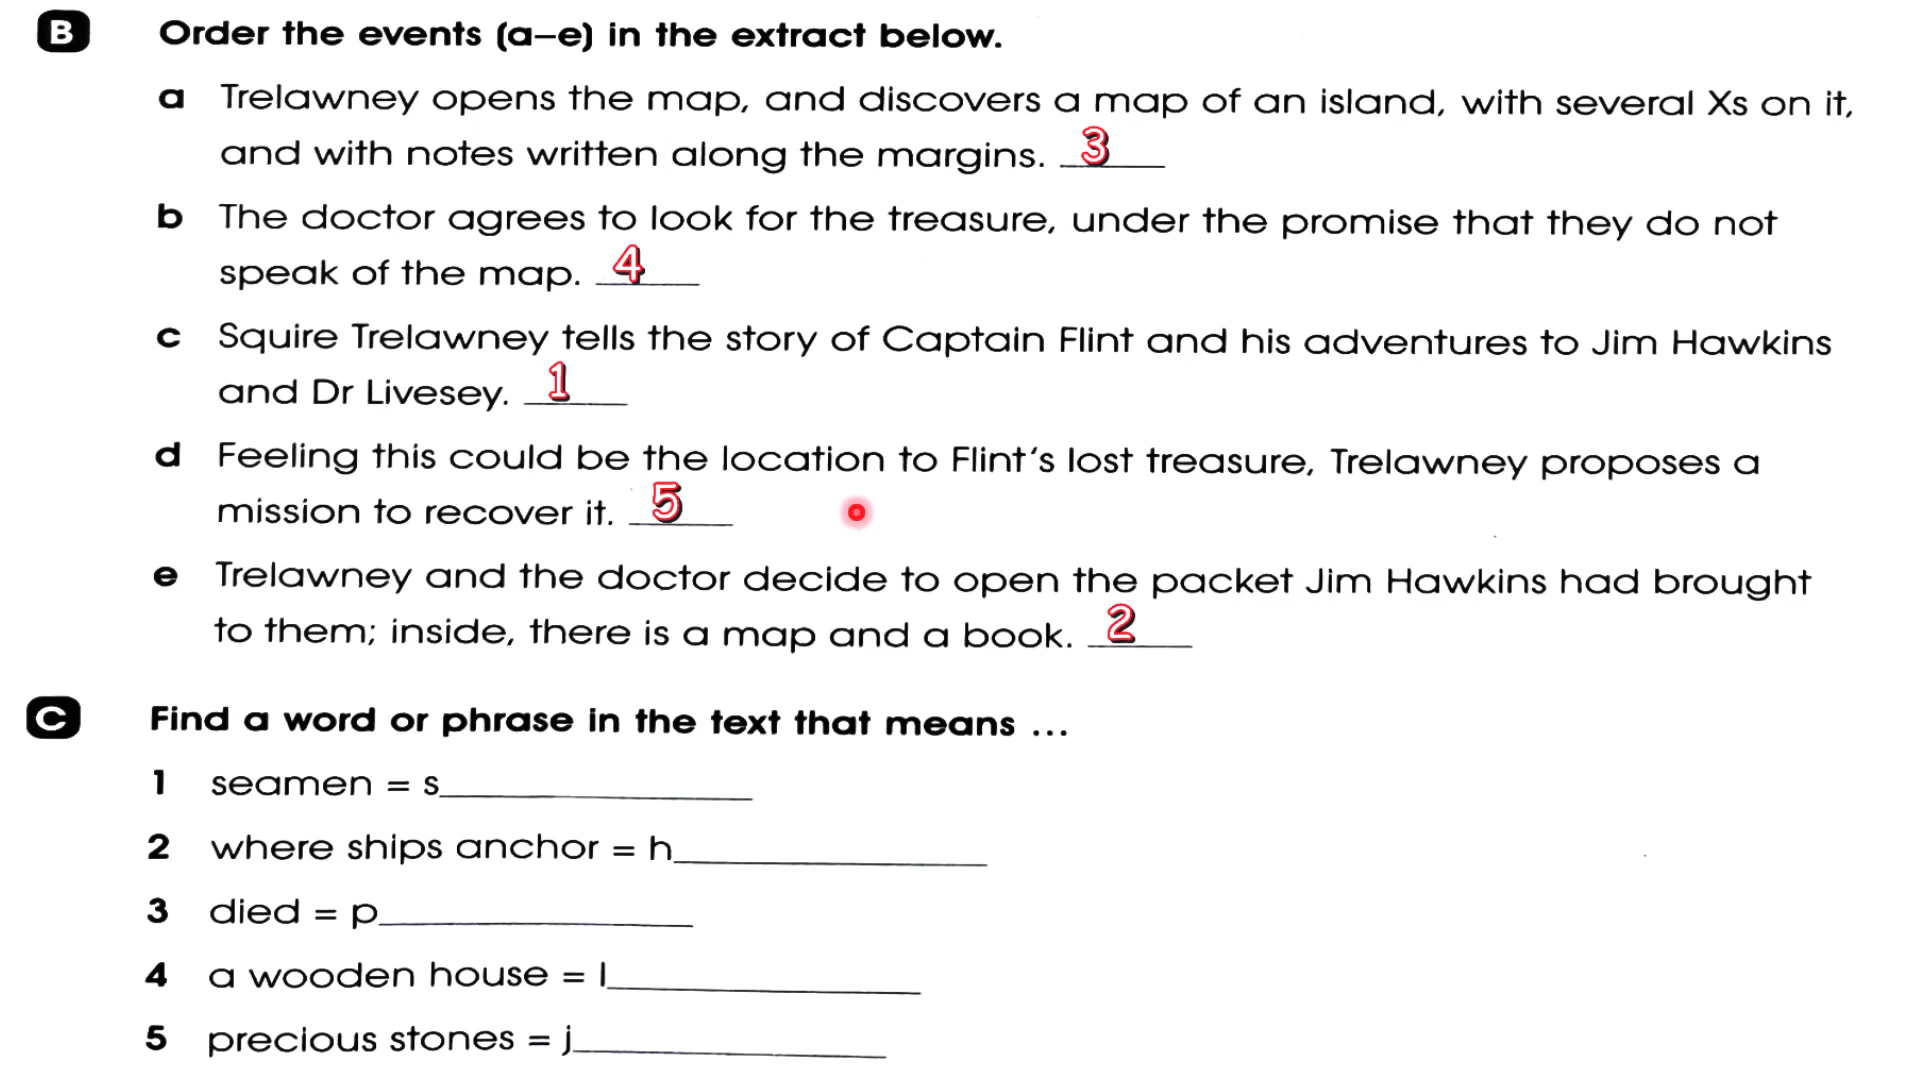 B Order the events (a–e) in the extract below.
a Trelawney opens the map, and discovers a map of an island, with several Xs on it,
and with notes written along the margins. 3
b The doctor agrees to look for the treasure, under the promise that they do not
speak of the map. 4
c Squire Trelawney tells the story of Captain Flint and his adventures to Jim Hawkins
and Dr Livesey. 1
d Feeling this could be the location to Flint's lost treasure, Trelawney proposes a
mission to recover it. 5
e Trelawney and the doctor decide to open the packet Jim Hawkins had brought
to them; inside, there is a map and a book. 2
C Find a word or phrase in the text that means ...
1 seamen = s____________
2 where ships anchor = h____________
3 died = p____________
4 a wooden house = l____________
5 precious stones = j____________